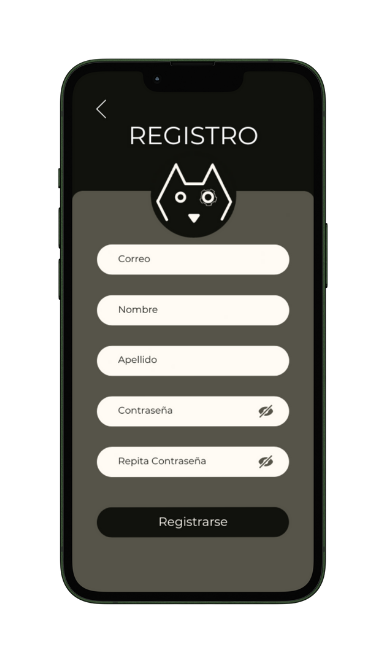 REGISTRO
Correo
Nombre
Apellido
Contraseña
Repita Contraseña
Registrarse